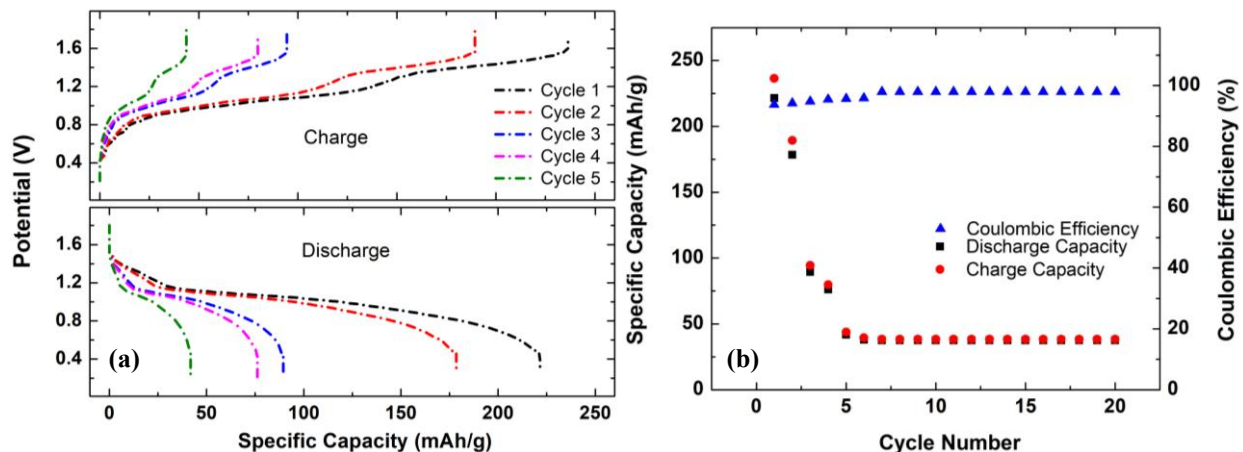 1.6
1.2
0.8
0.4
Charge
Cycle 1
Cycle 2
Cycle 3
Cycle 4
Cycle 5
1.6
1.2
0.8
0.4
Discharge
(a)
0 50 100 150 200 250
Potential (V)
Specific Capacity (mAh/g)
250
200
150
100
50
0
Specific Capacity (mAh/g)
Coulombic Efficiency
Discharge Capacity
Charge Capacity
(b)
100
80
60
40
20
0
Coulombic Efficiency (%)
0 5 10 15 20
Cycle Number